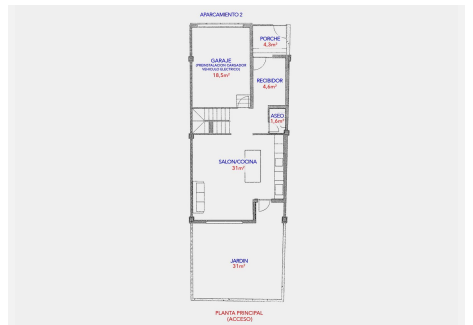 APARCAMIENTO 2
PORCHE
4,3m²
GARAJE
(PREINSTALACION CARGADOR
VEHICULO ELECTRICO)
18,5m²
RECIBIDOR
4,6m²
ASEO
1,6m²
SALON/COCINA
31m²
JARDIN
31m²
PLANTA PRINCIPAL
(ACCESO)